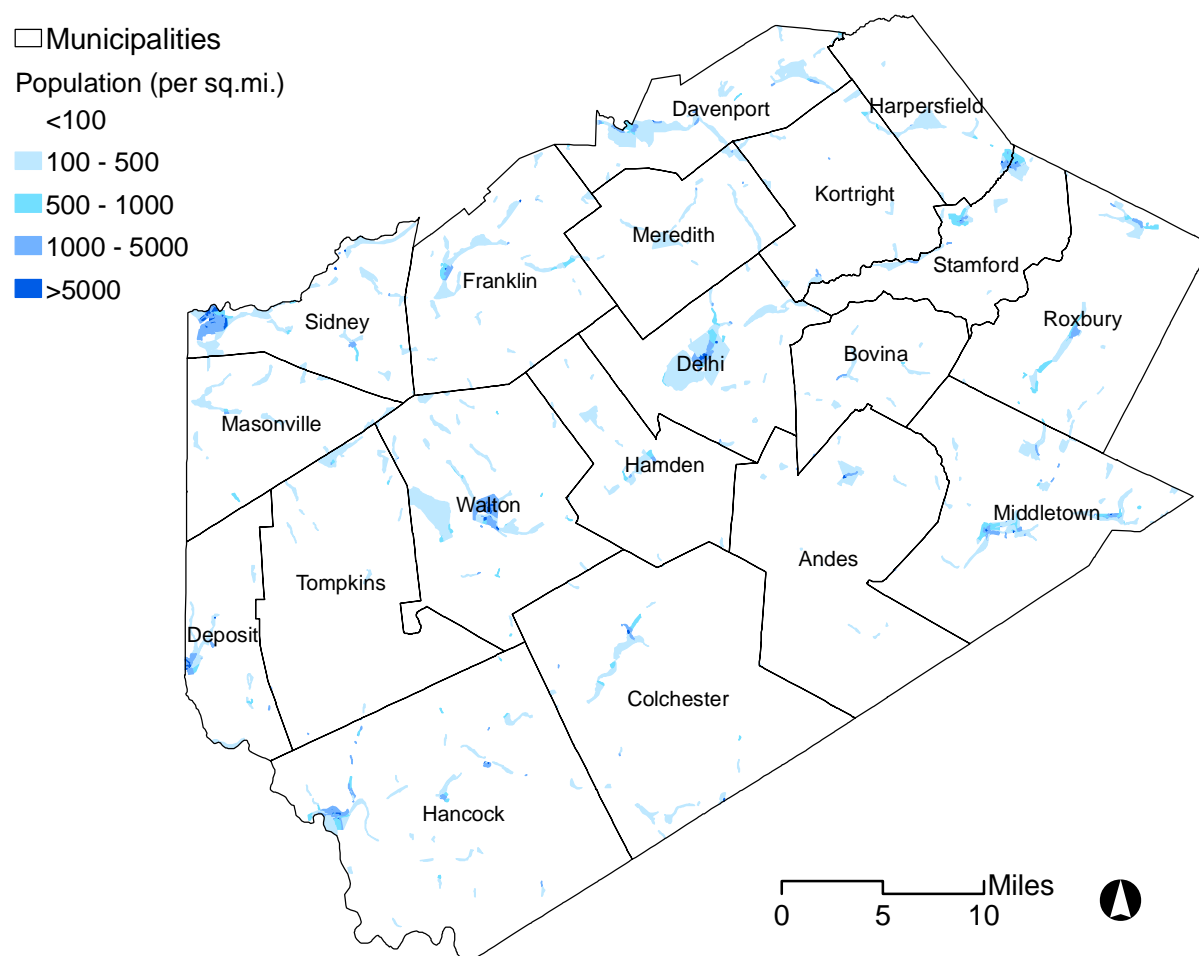 Municipalities
Population (per sq.mi.)
<100
100 - 500
500 - 1000
1000 - 5000
>5000
Davenport
Harpersfield
Kortright
Meredith
Stamford
Franklin
Sidney
Roxbury
Delhi
Bovina
Masonville
Hamden
Walton
Middletown
Andes
Tompkins
Deposit
Colchester
Hancock
Miles
0 5 10